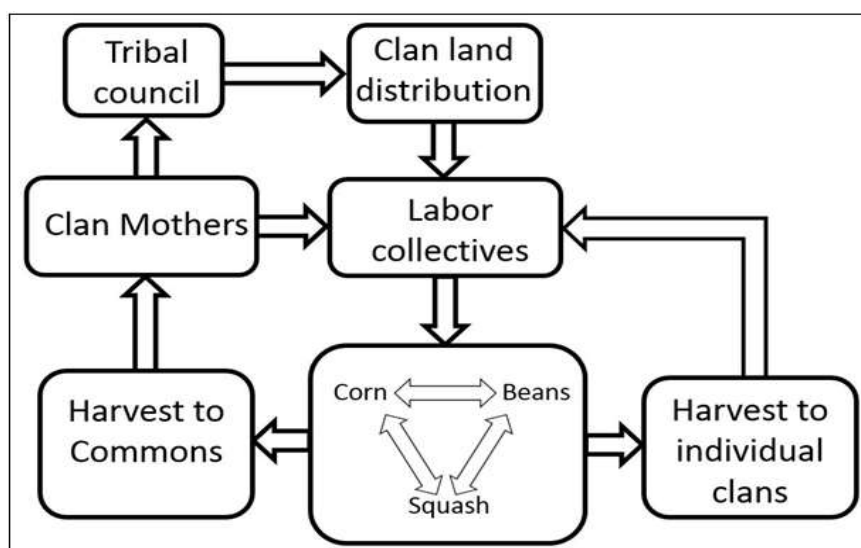 Tribal
council
Clan land
distribution
Clan Mothers
Labor
collectives
Harvest to
Commons
Corn
Beans
Squash
Harvest to
individual
clans